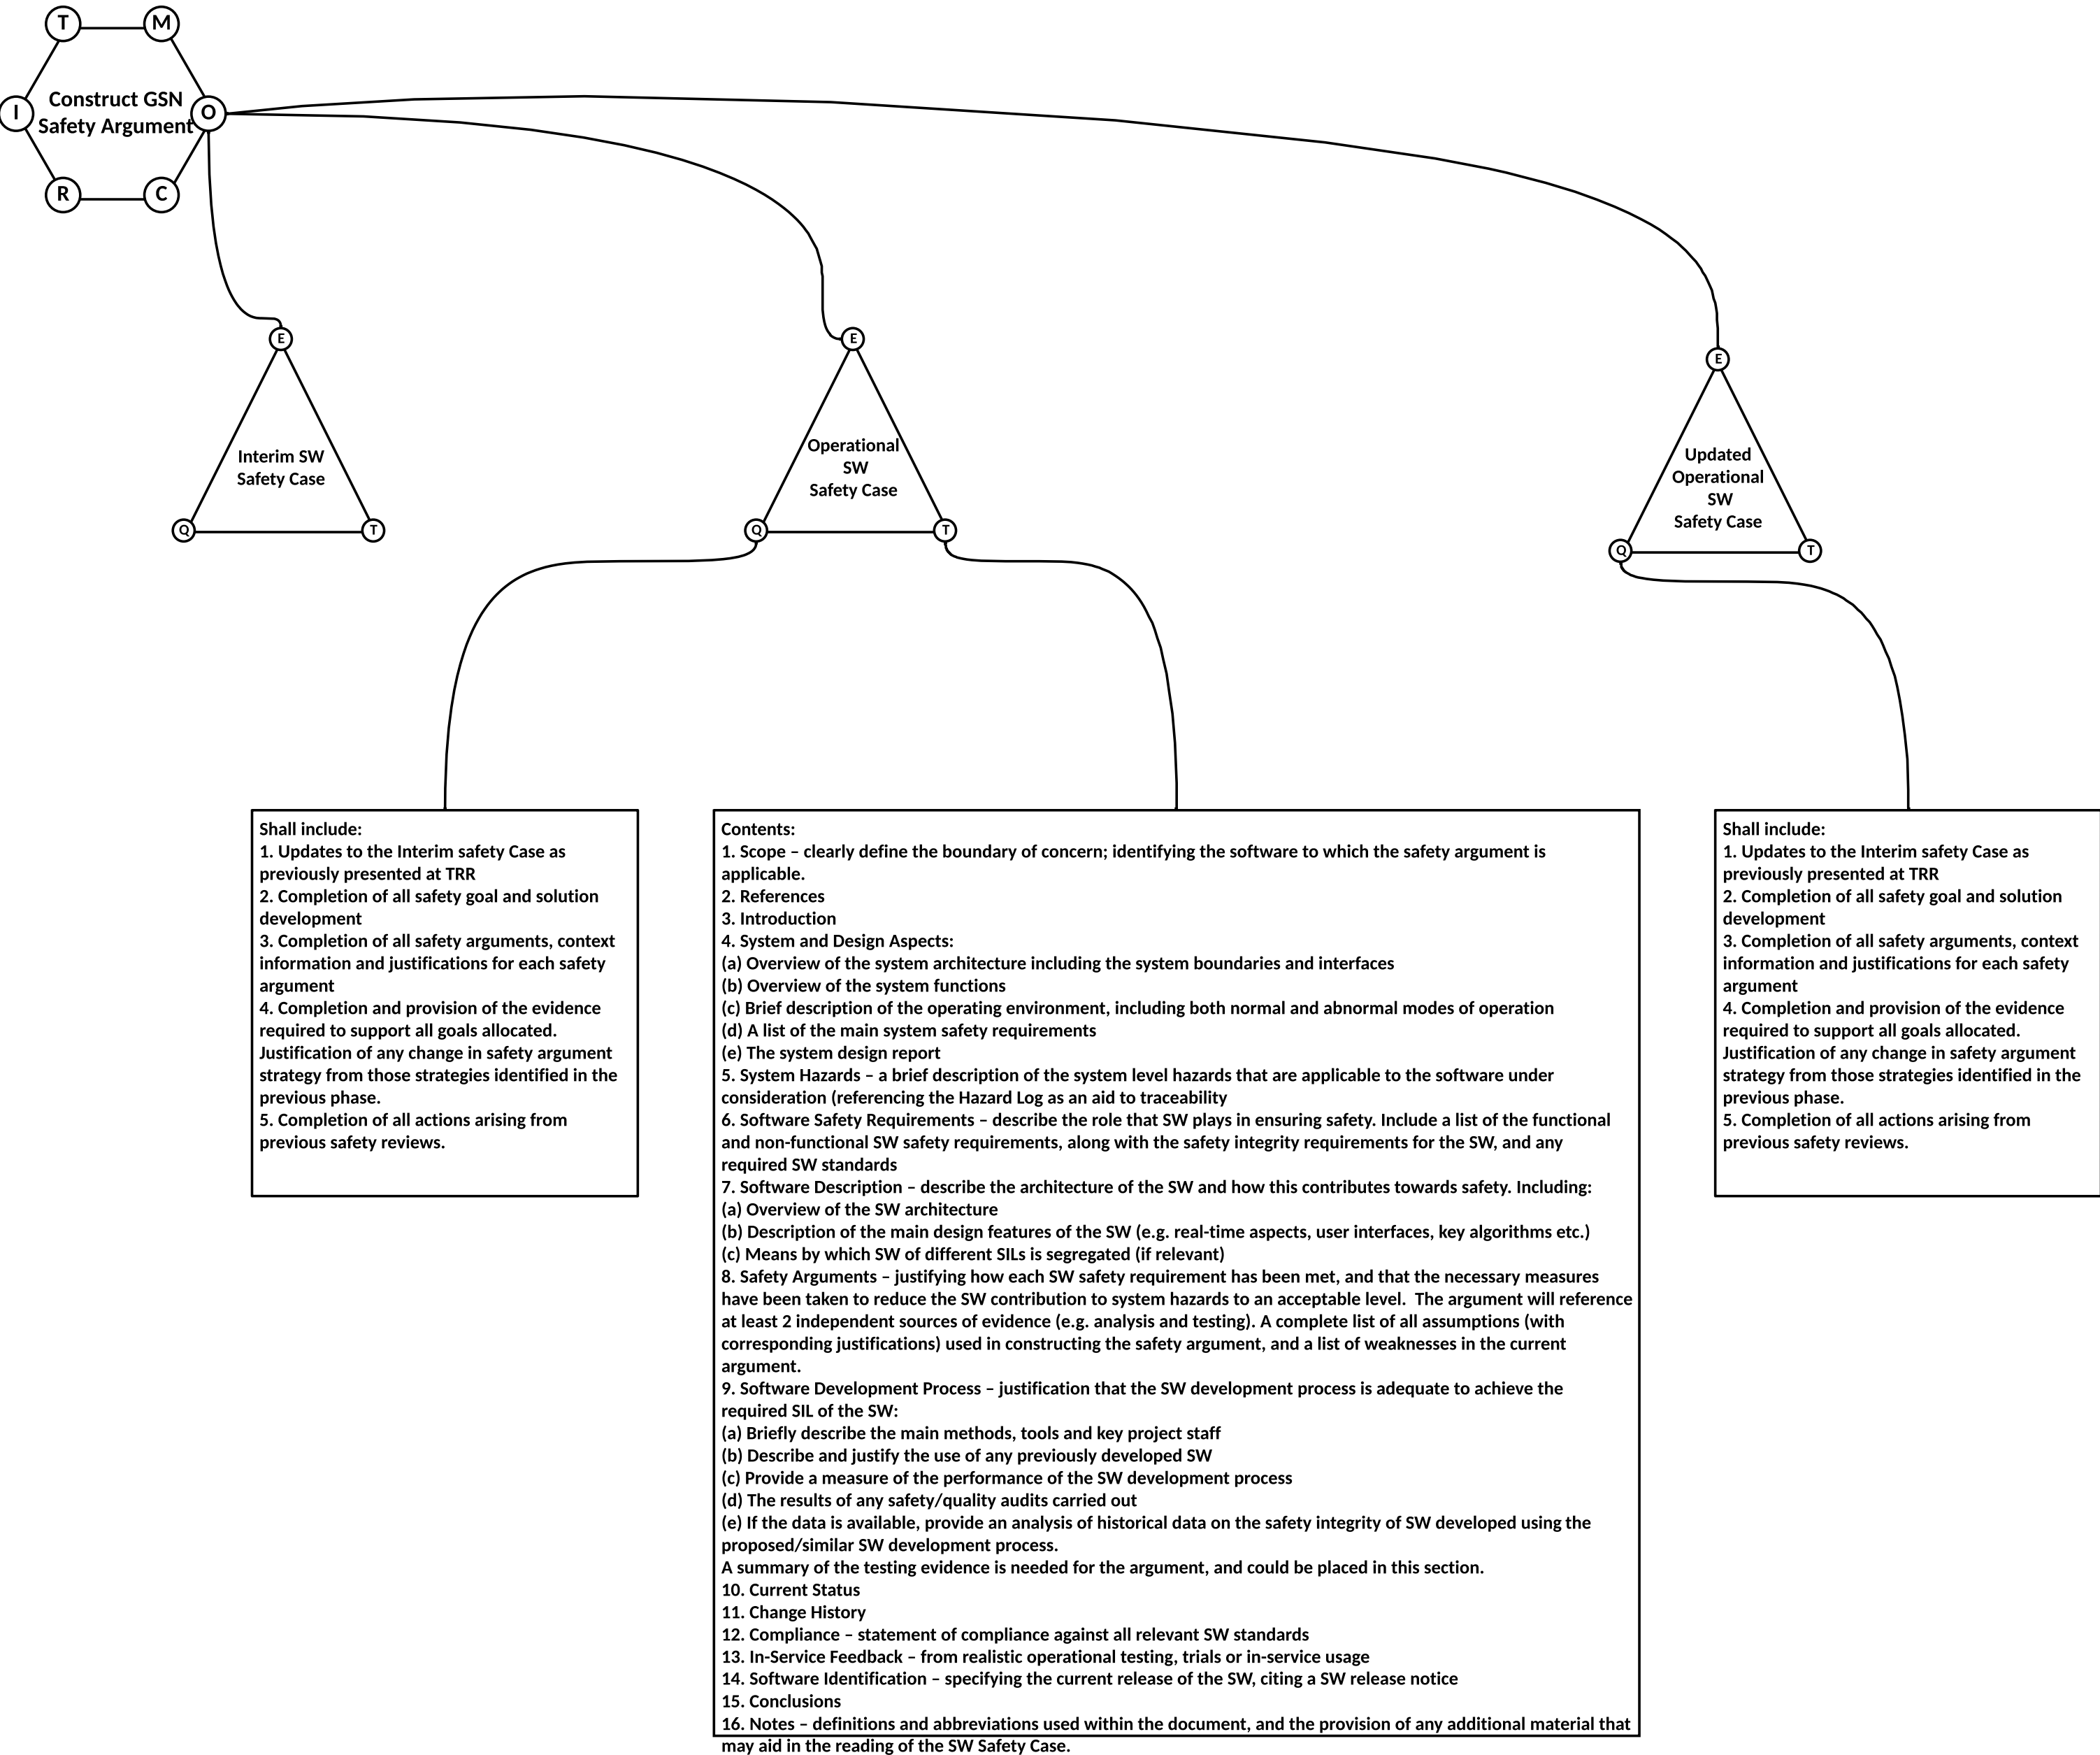 T
M
Construct GSN
I
O
Safety Argument
R
C
E
E
E
Interim SW
Safety Case
Operational
SW
Safety Case
Updated
Operational
SW
Safety Case
Q
T
Q
T
Q
T
Shall include:
1. Updates to the Interim safety Case as
previously presented at TRR
2. Completion of all safety goal and solution
development
3. Completion of all safety arguments, context
information and justifications for each safety
argument
4. Completion and provision of the evidence
required to support all goals allocated.
Justification of any change in safety argument
strategy from those strategies identified in the
previous phase.
5. Completion of all actions arising from
previous safety reviews.
Contents:
1. Scope – clearly define the boundary of concern; identifying the software to which the safety argument is
applicable.
2. References
3. Introduction
4. System and Design Aspects:
(a) Overview of the system architecture including the system boundaries and interfaces
(b) Overview of the system functions
(c) Brief description of the operating environment, including both normal and abnormal modes of operation
(d) A list of the main system safety requirements
(e) The system design report
5. System Hazards – a brief description of the system level hazards that are applicable to the software under
consideration (referencing the Hazard Log as an aid to traceability
6. Software Safety Requirements – describe the role that SW plays in ensuring safety. Include a list of the functional
and non-functional SW safety requirements, along with the safety integrity requirements for the SW, and any
required SW standards
7. Software Description – describe the architecture of the SW and how this contributes towards safety. Including:
(a) Overview of the SW architecture
(b) Description of the main design features of the SW (e.g. real-time aspects, user interfaces, key algorithms etc.)
(c) Means by which SW of different SILs is segregated (if relevant)
8. Safety Arguments – justifying how each SW safety requirement has been met, and that the necessary measures
have been taken to reduce the SW contribution to system hazards to an acceptable level.  The argument will reference
at least 2 independent sources of evidence (e.g. analysis and testing). A complete list of all assumptions (with
corresponding justifications) used in constructing the safety argument, and a list of weaknesses in the current
argument.
9. Software Development Process – justification that the SW development process is adequate to achieve the
required SIL of the SW:
(a) Briefly describe the main methods, tools and key project staff
(b) Describe and justify the use of any previously developed SW
(c) Provide a measure of the performance of the SW development process
(d) The results of any safety/quality audits carried out
(e) If the data is available, provide an analysis of historical data on the safety integrity of SW developed using the
proposed/similar SW development process.
A summary of the testing evidence is needed for the argument, and could be placed in this section.
10. Current Status
11. Change History
12. Compliance – statement of compliance against all relevant SW standards
13. In-Service Feedback – from realistic operational testing, trials or in-service usage
14. Software Identification – specifying the current release of the SW, citing a SW release notice
15. Conclusions
16. Notes – definitions and abbreviations used within the document, and the provision of any additional material that
may aid in the reading of the SW Safety Case.
Shall include:
1. Updates to the Interim safety Case as
previously presented at TRR
2. Completion of all safety goal and solution
development
3. Completion of all safety arguments, context
information and justifications for each safety
argument
4. Completion and provision of the evidence
required to support all goals allocated.
Justification of any change in safety argument
strategy from those strategies identified in the
previous phase.
5. Completion of all actions arising from
previous safety reviews.